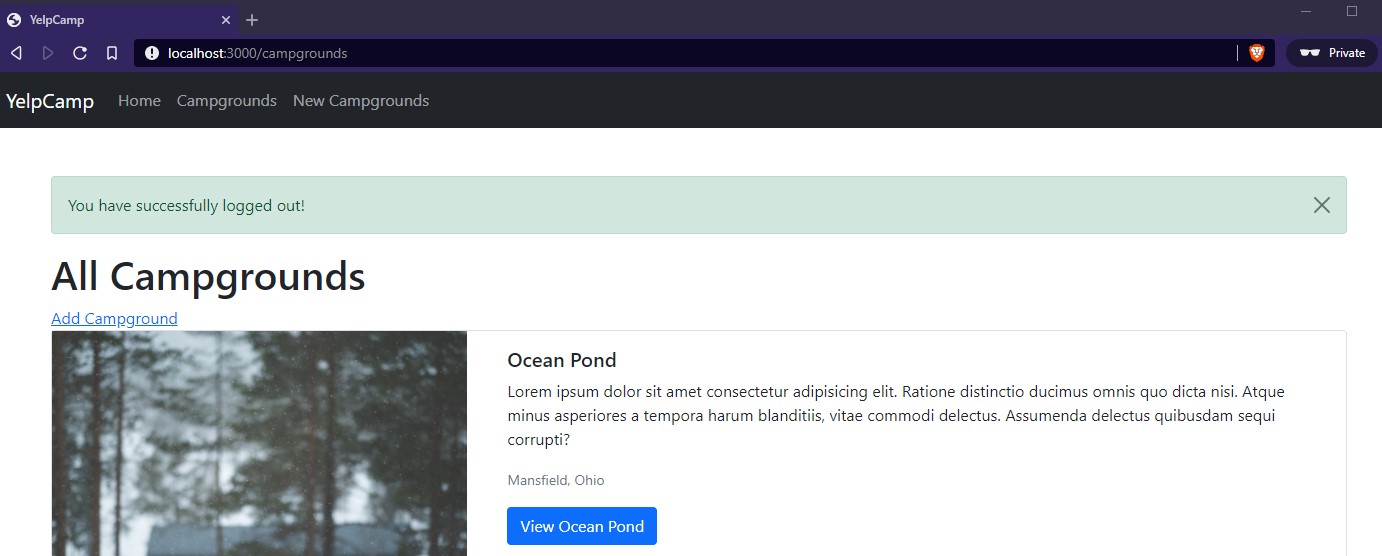 YelpCamp
localhost:3000/campgrounds
Private
YelpCamp Home Campgrounds New Campgrounds
You have successfully logged out!
All Campgrounds
Add Campground
Ocean Pond
Lorem ipsum dolor sit amet consectetur adipisicing elit. Ratione distinctio ducimus omnis quo dicta nisi. Atque
minus asperiores a tempora harum blanditiis, vitae commodi delectus. Assumenda delectus quibusdam sequi
corrupti?
Mansfield, Ohio
View Ocean Pond